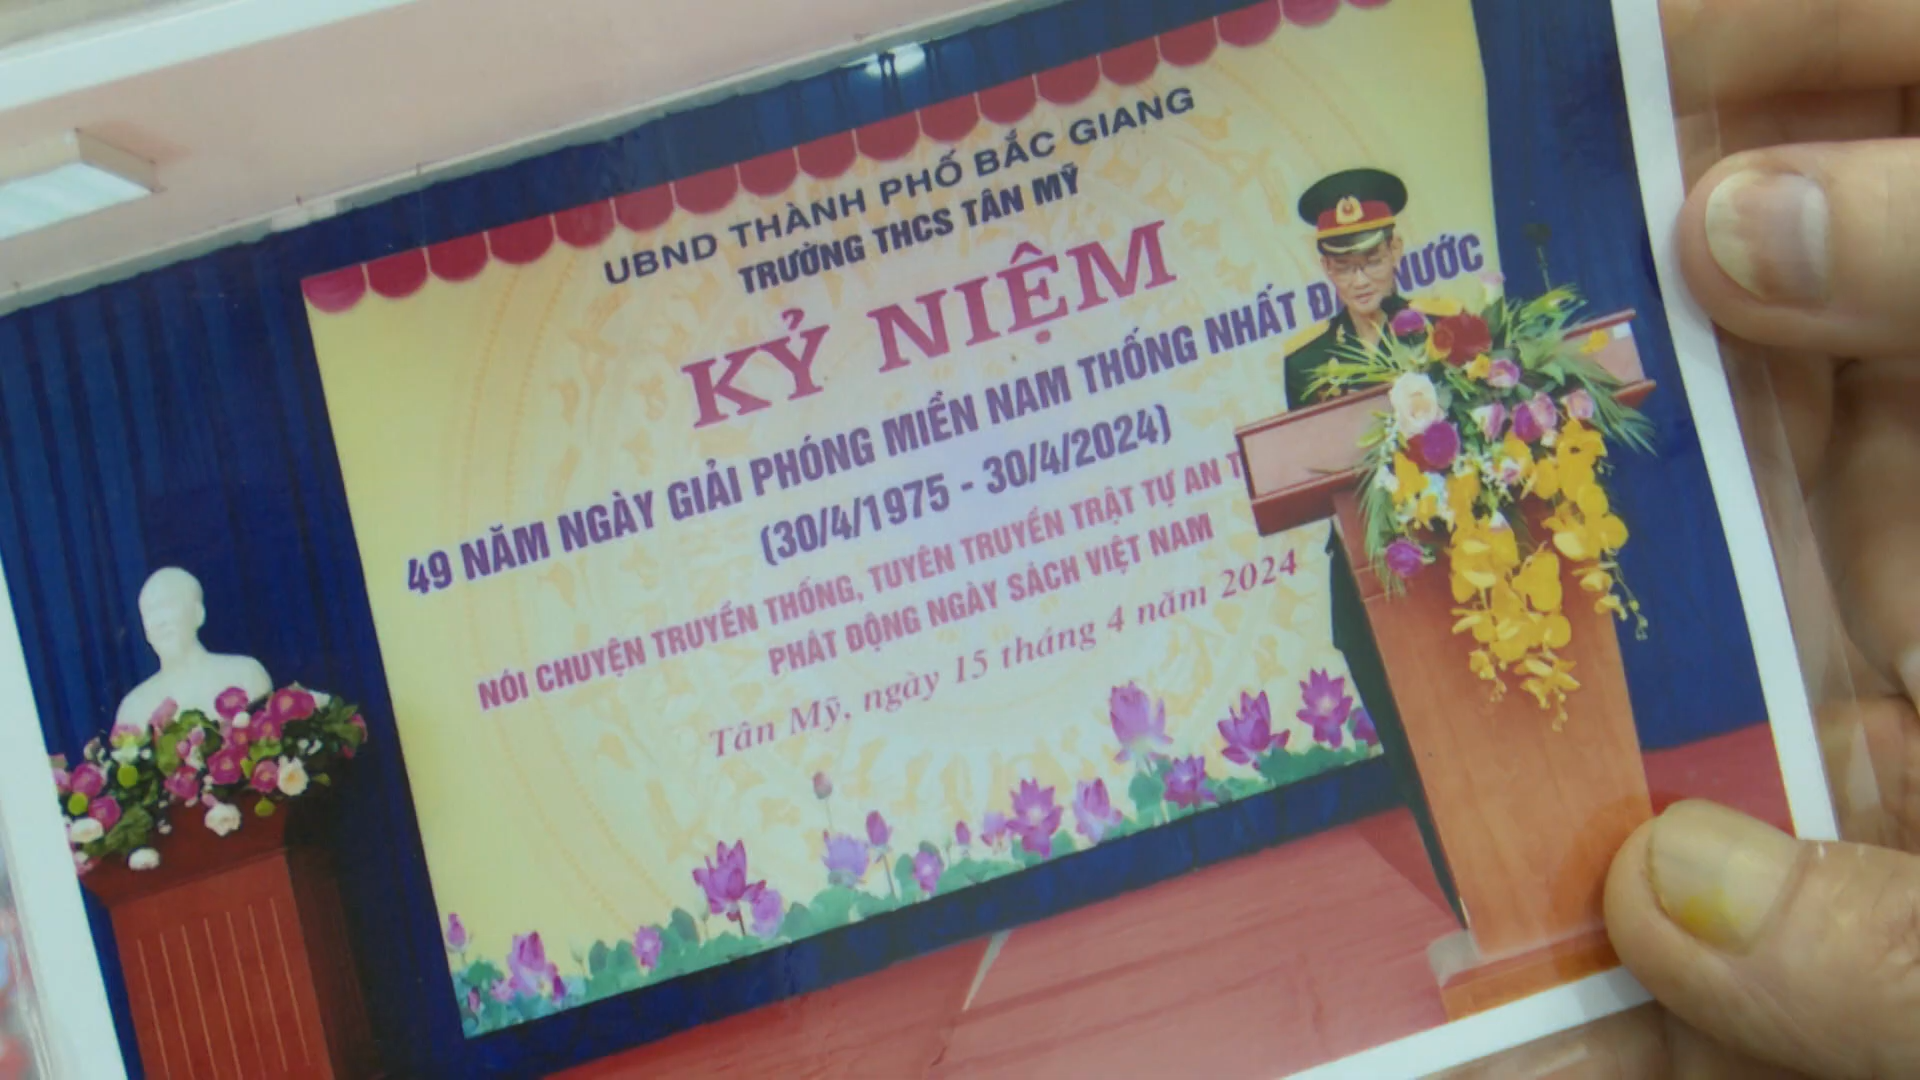 UBND THÀNH PHỐ BẮC GIANG
TRƯỜNG THCS TÂN MỸ
KỶ NIỆM
49 NĂM NGÀY GIẢI PHÓNG MIỀN NAM THỐNG NHẤT NƯỚC
(30/4/1975 - 30/4/2024)
NÓI CHUYỆN TRUYỀN THỐNG, TUYÊN TRUYỀN TRẬT TỰ AN
PHÁT ĐỘNG NGÀY SÁCH VIỆT NAM
Tân Mỹ, ngày 15 tháng 4 năm 2024